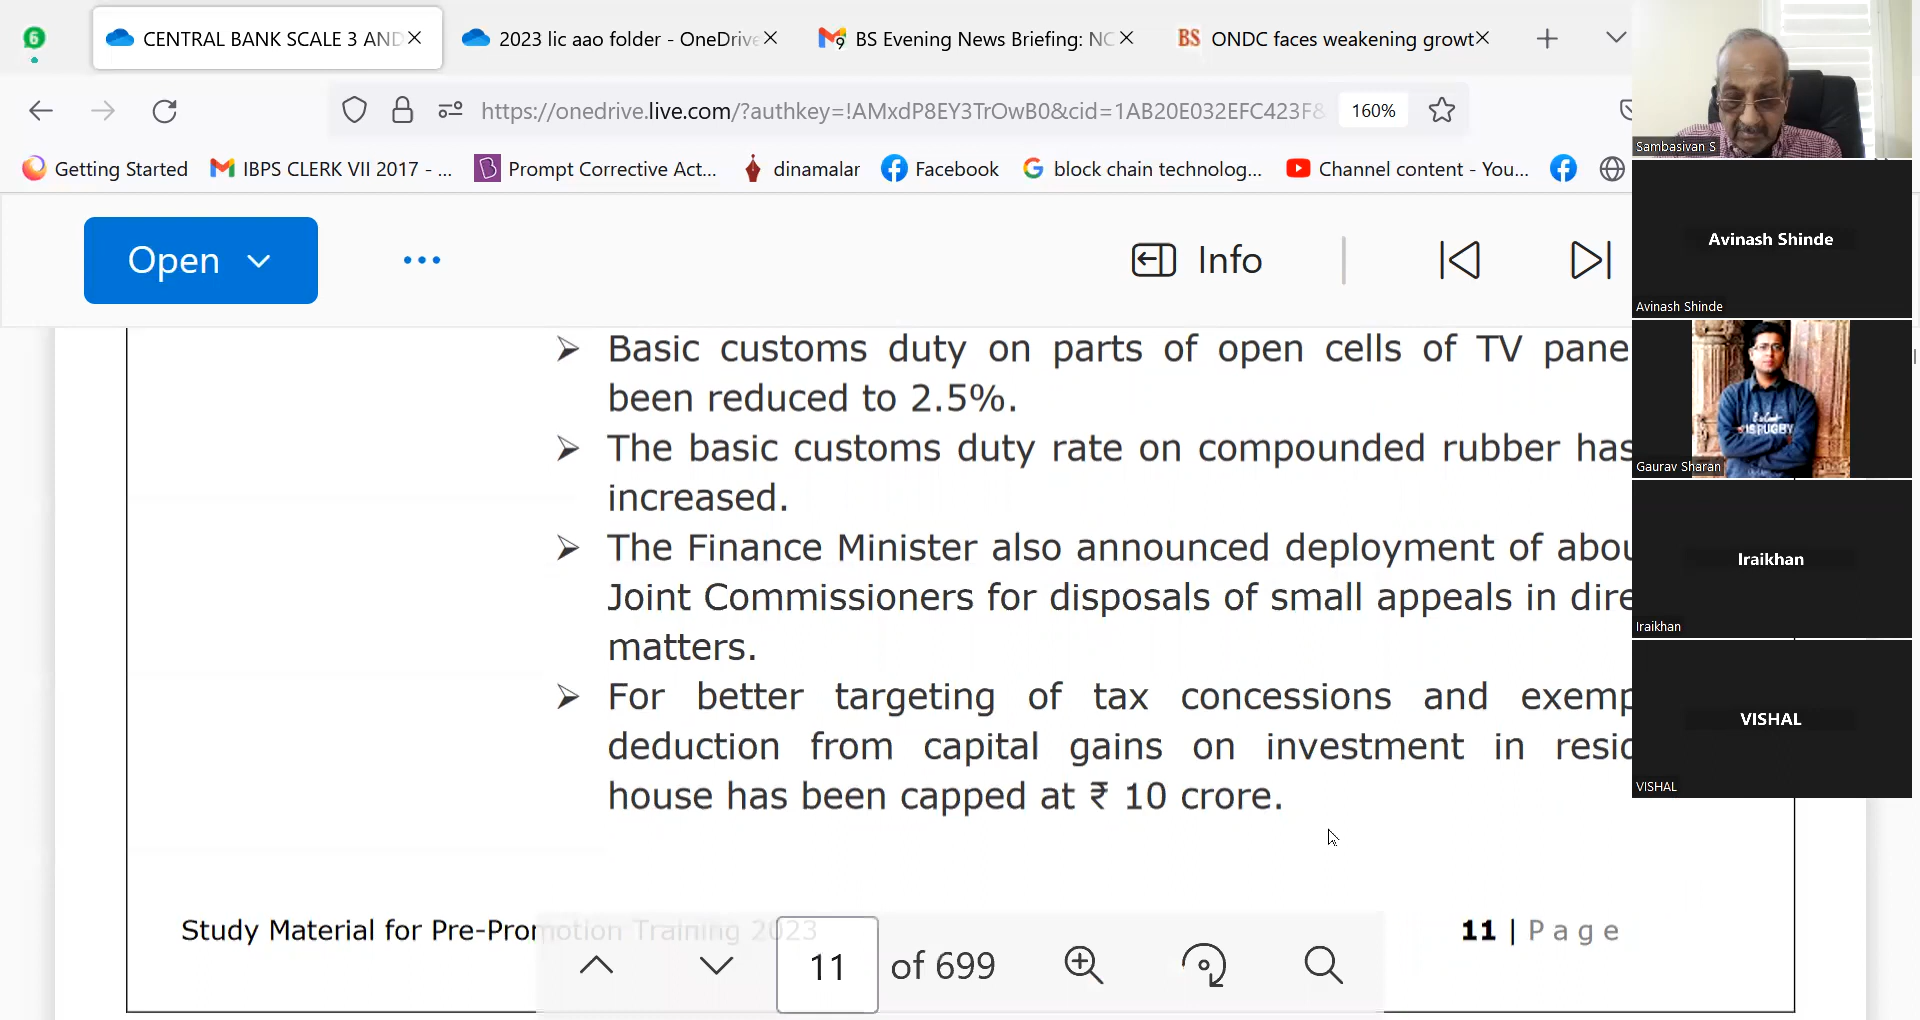 6
CENTRAL BANK SCALE 3 AND
2023 lic aao folder - OneDrive
9 BS Evening News Briefing: NC
BS ONDC faces weakening growt
https://onedrive.live.com/?authkey=!AMxdP8EY3TrOwB0&cid=1AB20E032EFC423F&
160%
Getting Started
IBPS CLERK VII 2017 - ...
Prompt Corrective Act...
dinamalar
Facebook
block chain technolog...
Channel content - You...
Open
...
Info
Basic customs duty on parts of open cells of TV pane
been reduced to 2.5%.
The basic customs duty rate on compounded rubber has
increased.
The Finance Minister also announced deployment of abou
Joint Commissioners for disposals of small appeals in dire
matters.
For better targeting of tax concessions and exemp
deduction from capital gains on investment in resid
house has been capped at ₹ 10 crore.
Study Material for Pre-Promotion Training 2023
11 | Page
11 of 699
Sambasivan S
Avinash Shinde
Avinash Shinde
Gaurav Sharan
Iraikhan
Iraikhan
VISHAL
VISHAL